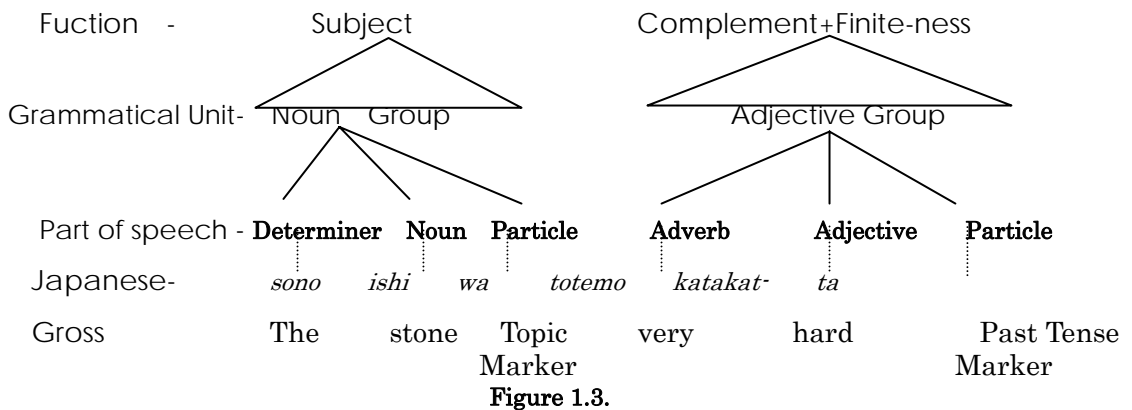 Fuction - Subject Complement+Finite-ness
Grammatical Unit- Noun Group Adjective Group
Part of speech - Determiner Noun Particle Adverb Adjective Particle
Japanese- sono ishi wa totemo katakat- ta
Gross The stone Topic very hard Past Tense
Marker Marker
Figure 1.3.